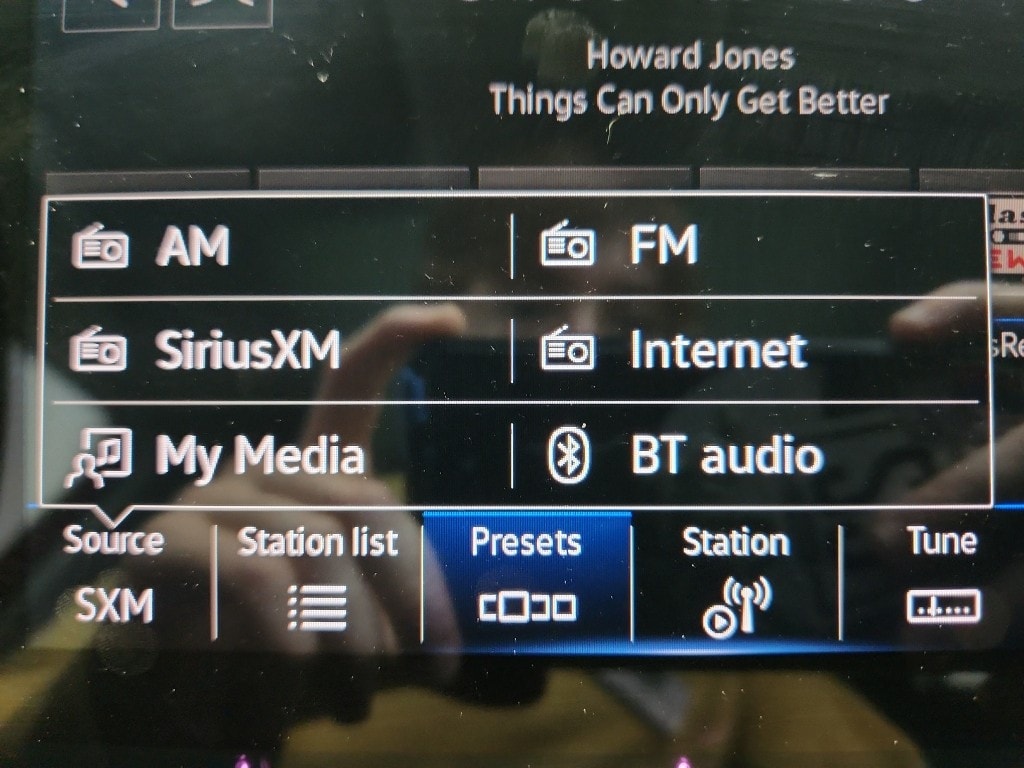 Howard Jones
Things Can Only Get Better
AM
FM
SiriusXM
Internet
My Media
BT audio
Source
Station list
Presets
Station
Tune
SXM